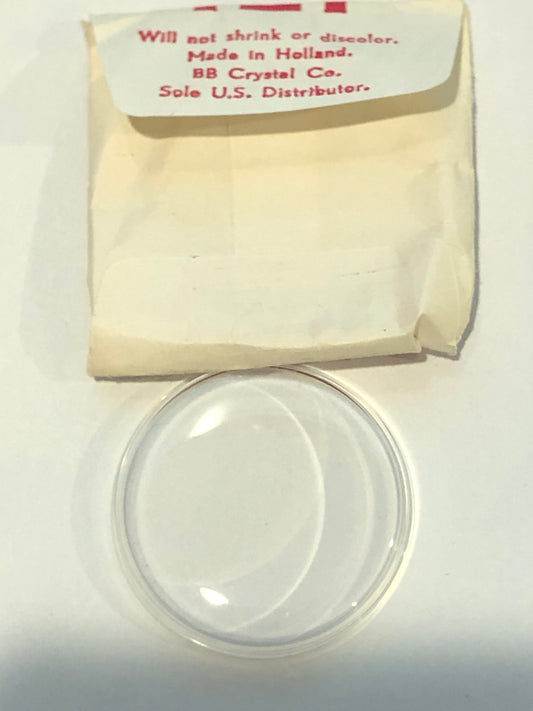 Will not shrink or discolor.
Made in Holland.
BB Crystal Co.
Sole U.S. Distributor.